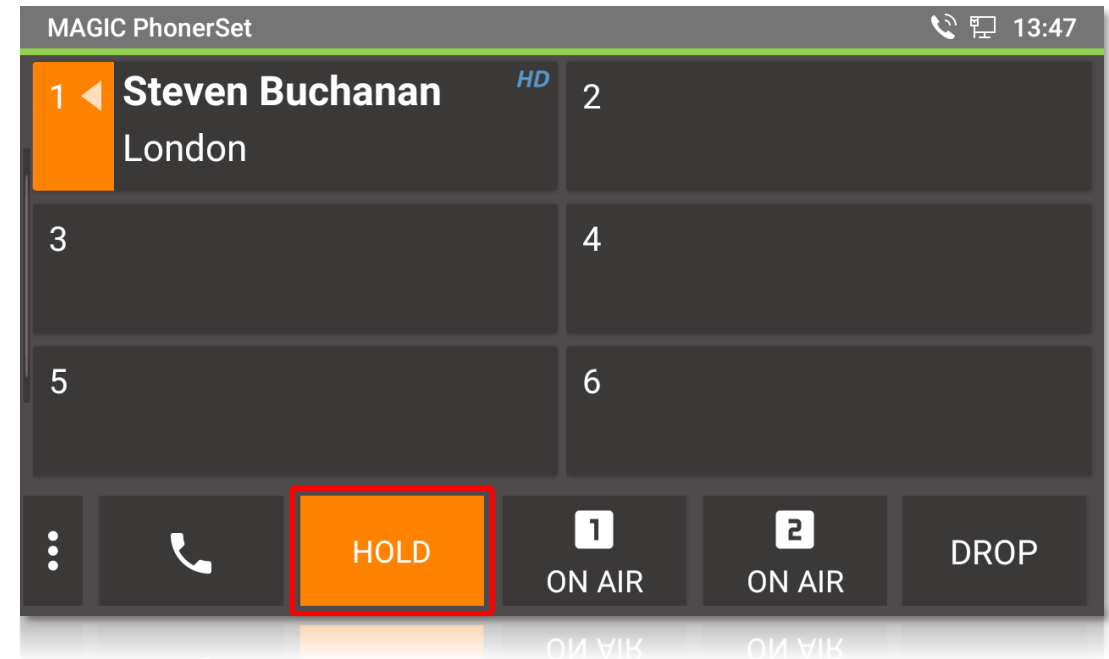 MAGIC PhonerSet 13:47
1 Steven Buchanan HD
London
2
3
4
5
6
HOLD
1
ON AIR
2
ON AIR
DROP